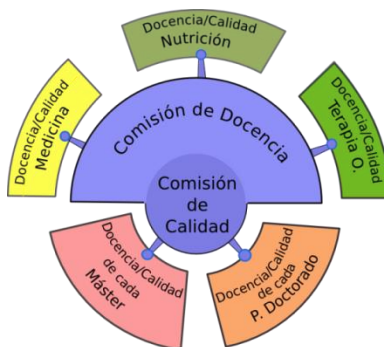 Docencia/Calidad
Nutrición
Docencia/Calidad
Medicina
Docencia/Calidad
Terapia O.
Comisión de Docencia
Comisión
de
Calidad
Docencia/Calidad
de cada
Máster
Docencia/Calidad
de cada
P. Doctorado